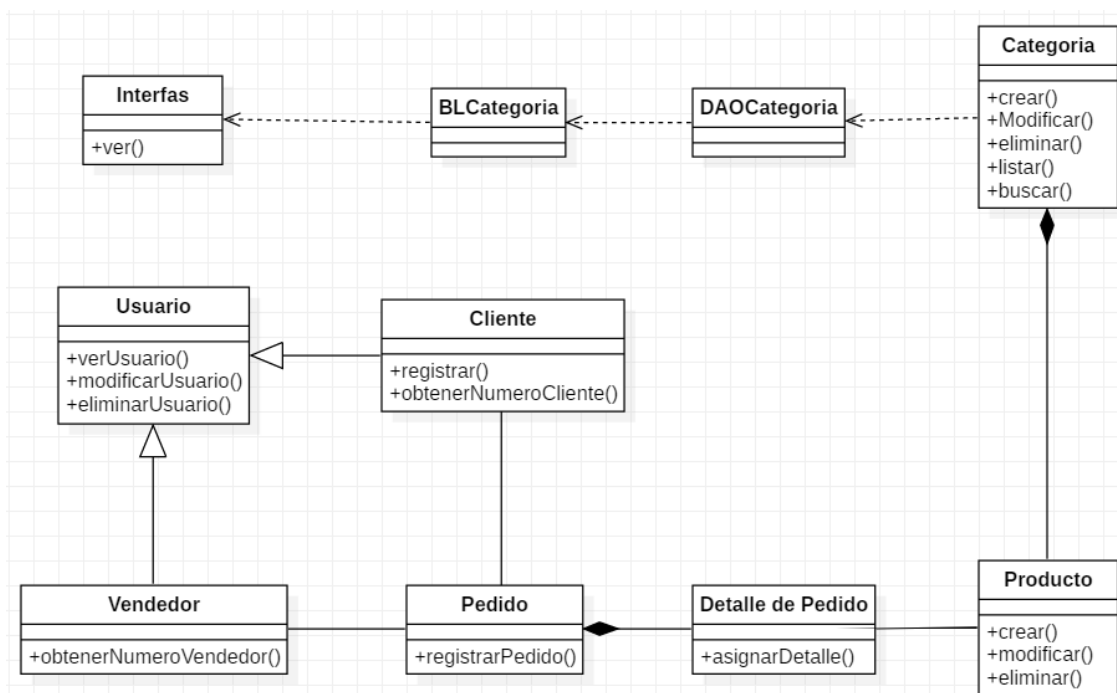 Categoria
+crear()
+Modificar()
+eliminar()
+listar()
+buscar()
Interfas
+ver()
BLCategoria
DAOCategoria
Usuario
+verUsuario()
+modificarUsuario()
+eliminarUsuario()
Cliente
+registrar()
+obtenerNumeroCliente()
Vendedor
+obtenerNumeroVendedor()
Pedido
+registrarPedido()
Detalle de Pedido
+asignarDetalle()
Producto
+crear()
+modificar()
+eliminar()